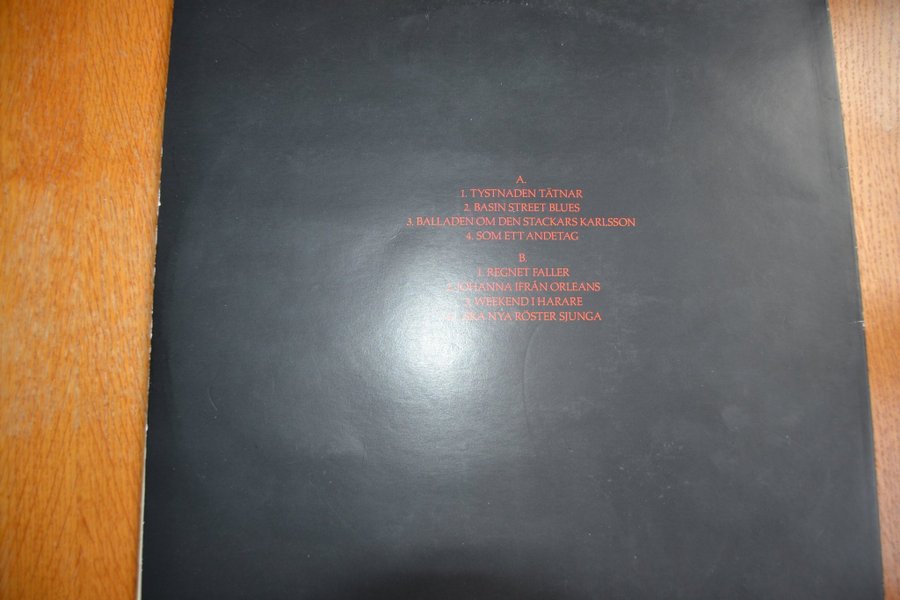 A.
1. TYSTNADEN TÄTNAR
2. BASIN STREET BLUES
3. BALLADEN OM DEN STACKARS KARLSSON
4. SOM ETT ANDETAG
B.
1. REGNET FALLER
2. JOHANNA IFRÅN ORLEANS
3. WEEKEND I HARARE
SKA NYA RÖSTER SJUNGA